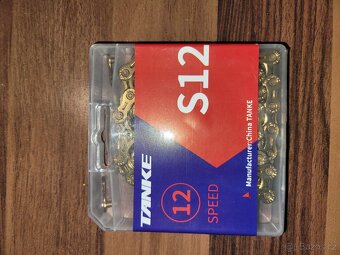 TANKE
12
SPEED
S12
Manufacturer:China TANKE